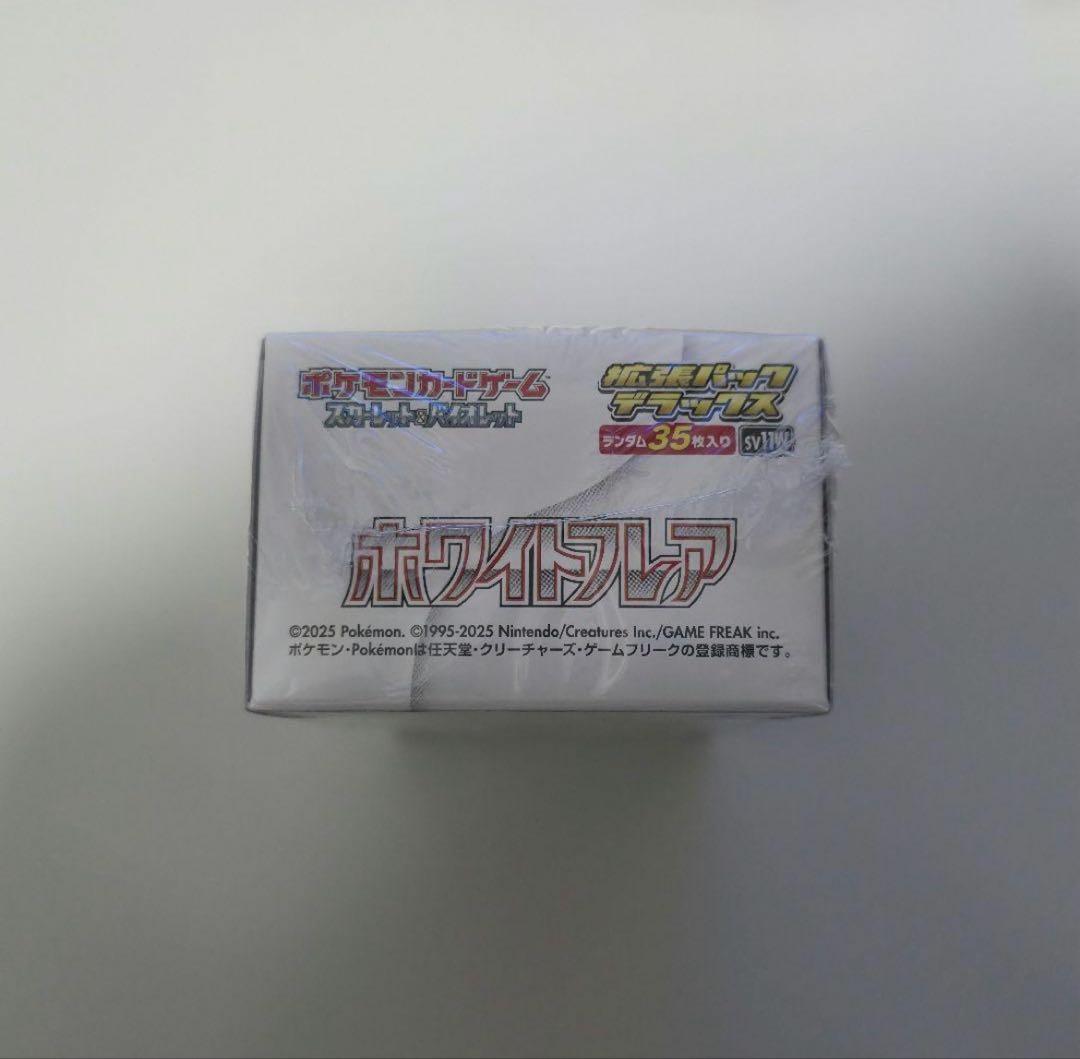 ポケモンカードゲーム
スカーレット&バイオレット
拡張パック
デラックス
ランダム35枚入り SV11W
ホワイトフレア
©2025 Pokémon. ©1995-2025 Nintendo/Creatures Inc./GAME FREAK inc.
ポケモン・Pokémonは任天堂・クリーチャーズ・ゲームフリークの登録商標です。